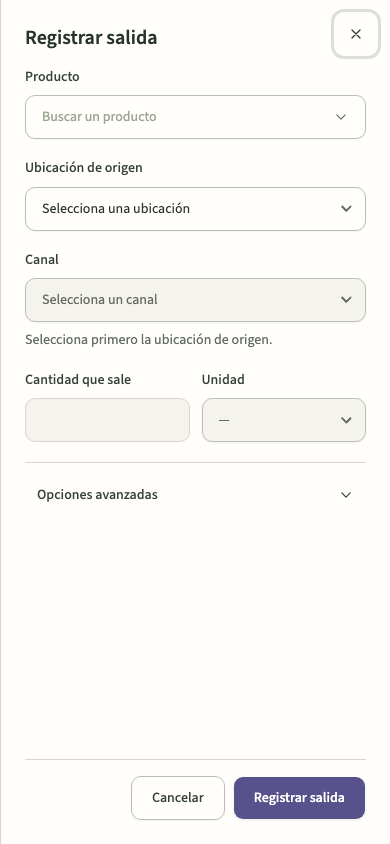 Registrar salida
Producto
Buscar un producto
Ubicación de origen
Selecciona una ubicación
Canal
Selecciona un canal
Selecciona primero la ubicación de origen.
Cantidad que sale
Unidad
—
Opciones avanzadas
Cancelar
Registrar salida